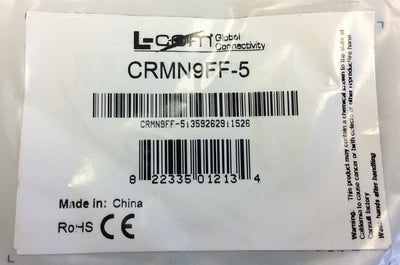 L-com Global
Connectivity
CRMN9FF-5
CRMN9FF-5:3592629:1526
8 22335 01213 4
Made in: China
RoHS CE
Warning. This product may contain a chemical known to the state of
California to cause cancer or birth defects or other reproductive harm.
Consult factory
Wash hands after handling